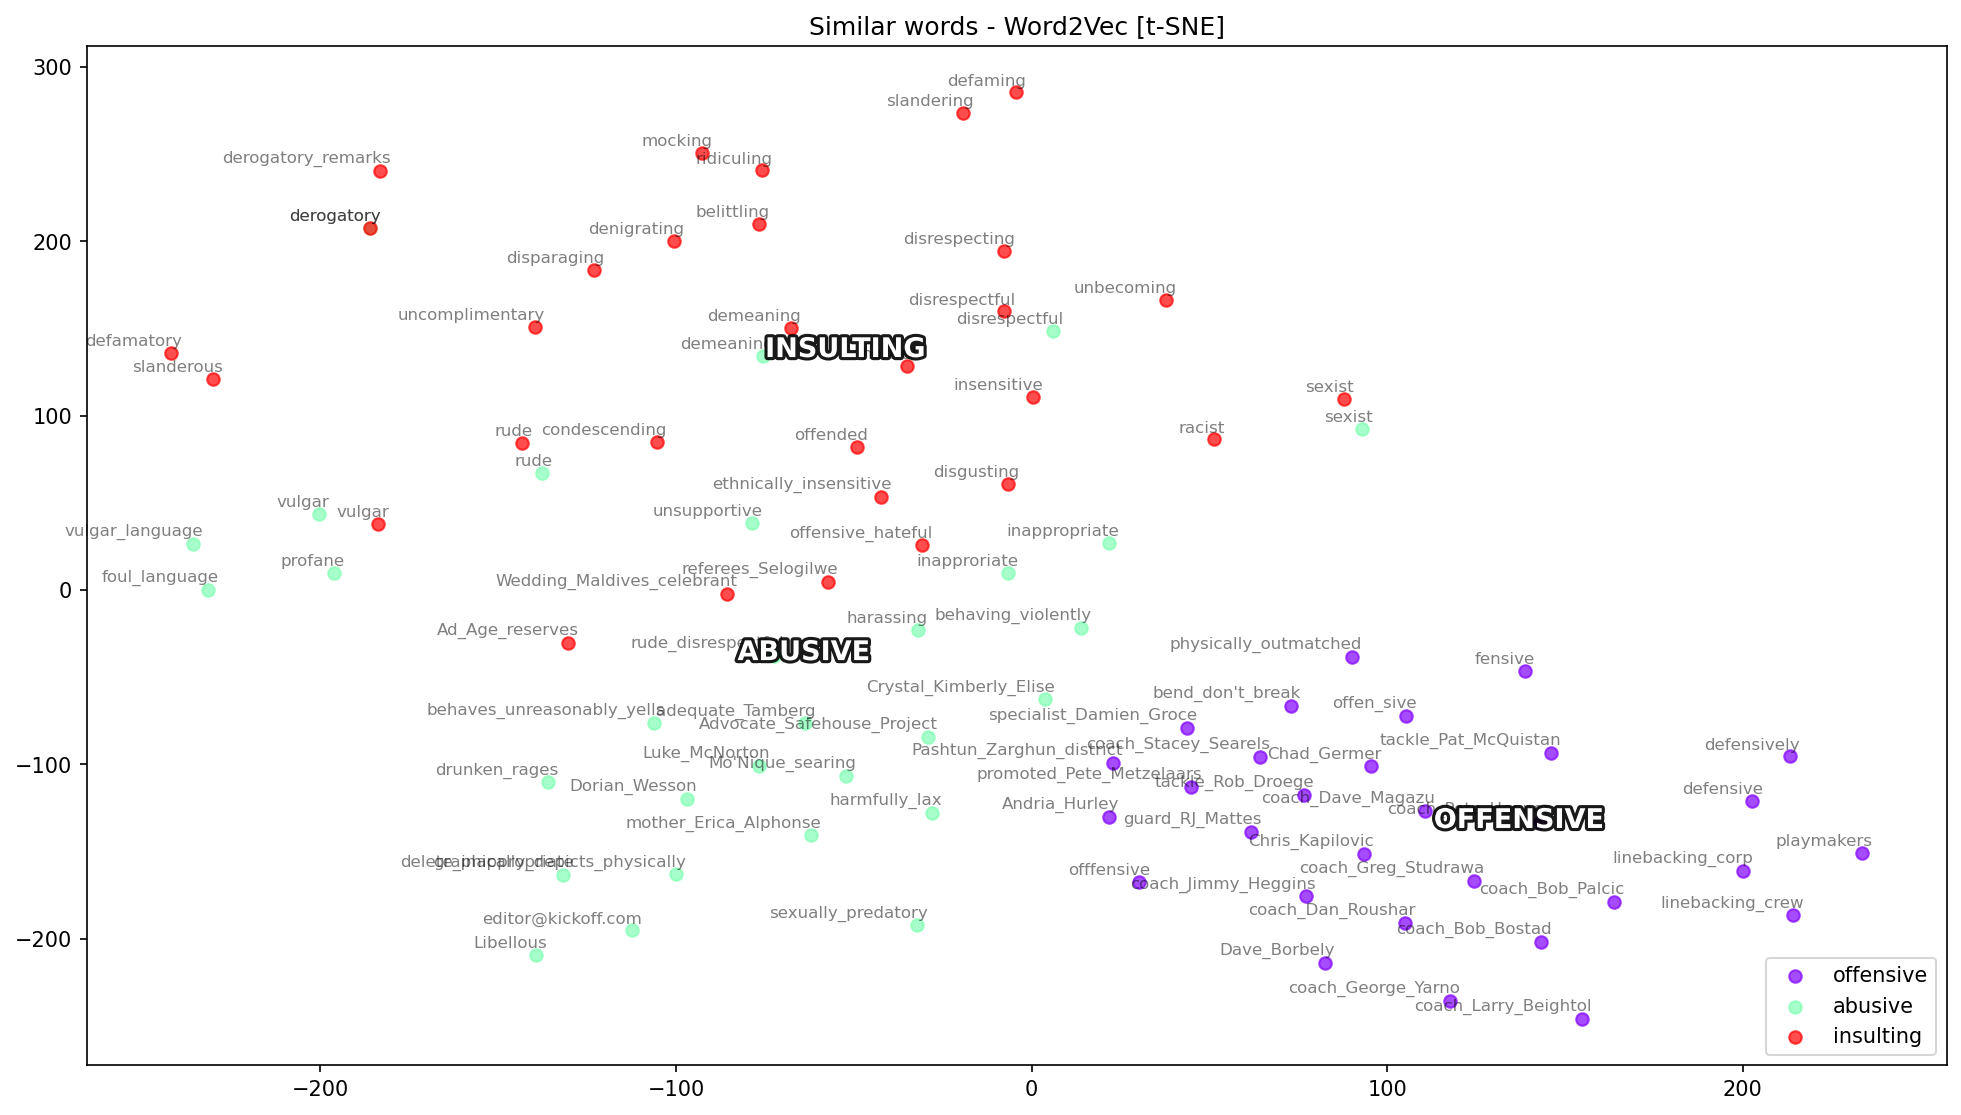 Similar words - Word2Vec [t-SNE]
300
200
100
0
−100
−200
defaming
slandering
mocking
ridiculing
derogatory_remarks
derogatory
belittling
denigrating
disrespecting
disparaging
unbecoming
disrespectful
disrespectful
uncomplimentary
demeaning
demeaning
INSULTING
defamatory
slanderous
insensitive
sexist
sexist
racist
rude
condescending
offended
rude
disgusting
ethnically_insensitive
vulgar
vulgar
unsupportive
vulgar_language
offensive_hateful
inappropriate
profane
inapproriate
foul_language
referees_Selogilwe
Wedding_Maldives_celebrant
harassing
behaving_violently
Ad_Age_reserves
ABUSIVE
physically_outmatched
fensive
Crystal_Kimberly_Elise
bend_don't_break
offen_sive
behaves_unreasonably_yells
adequate_Tamberg
specialist_Damien_Groce
Advocate_Safehouse_Project
coach_Stacey_Searels
tackle_Pat_McQuistan
defensively
Luke_McNorton
Pashtun_Zarghun_district
Chad_Germer
Mo'Nique_searing
drunken_rages
promoted_Pete_Metzelaars
tackle_Rob_Droege
Dorian_Wesson
defensive
harmfully_lax
Andria_Hurley
coach_Dave_Magazu
OFFENSIVE
mother_Erica_Alphonse
guard_RJ_Mattes
Chris_Kapilovic
playmakers
delete_inappropriate
graphically_depicts_physically
offfensive
coach_Greg_Studrawa
linebacking_corp
coach_Jimmy_Heggins
coach_Bob_Palcic
editor@kickoff.com
sexually_predatory
coach_Dan_Roushar
linebacking_crew
Libellous
coach_Bob_Bostad
Dave_Borbely
coach_George_Yarno
coach_Larry_Beightol
offensive
abusive
insulting
−200
−100
0
100
200